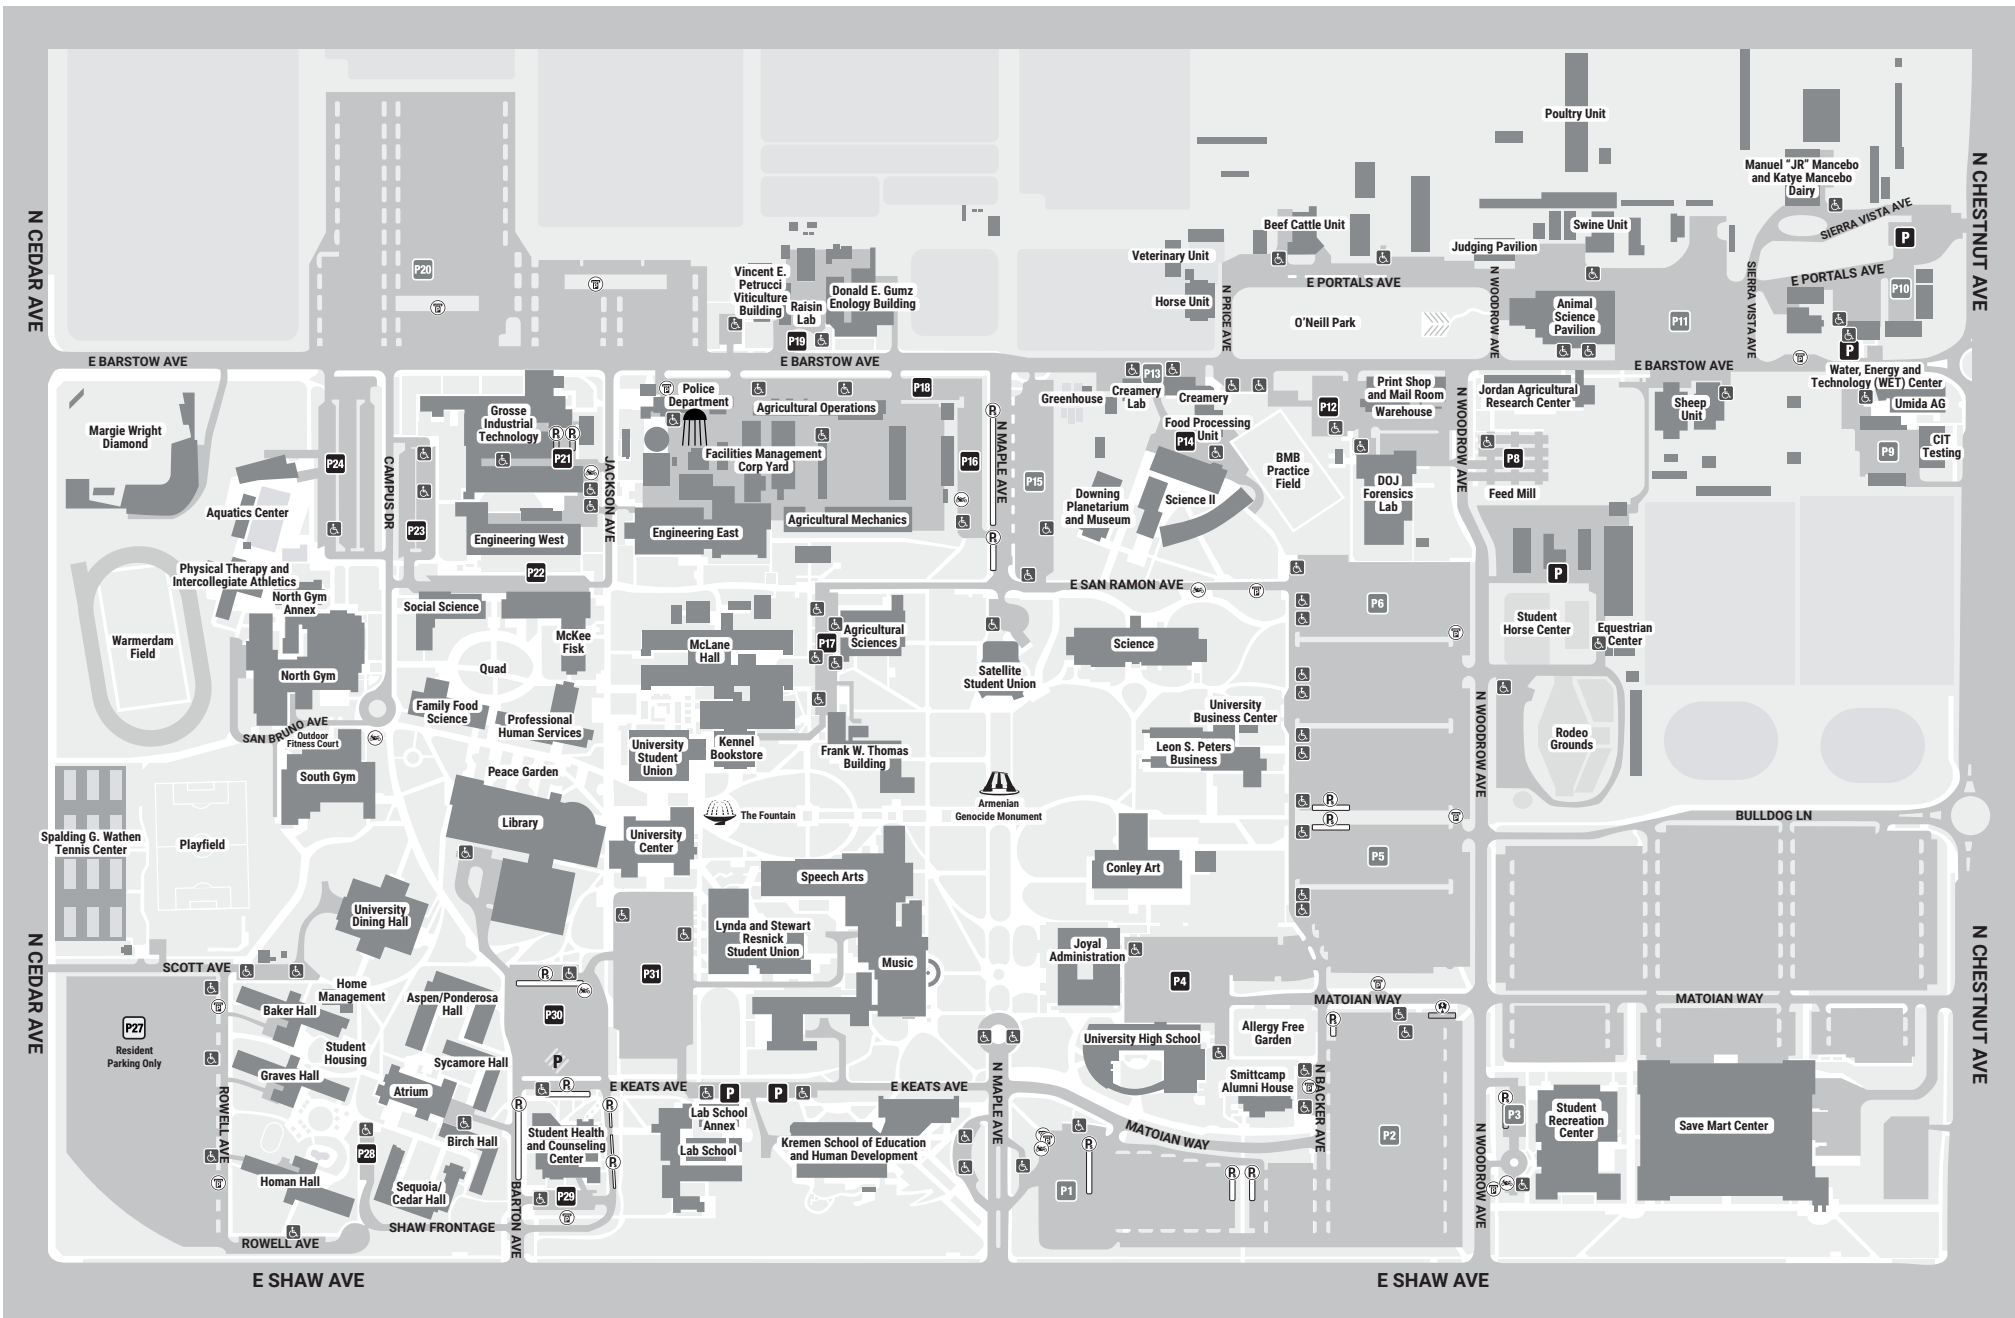 Poultry Unit
Manuel “JR” Mancebo
and Katye Mancebo
Dairy
N CHESTNUT AVE
N CEDAR AVE
SIERRA VISTA AVE
P
Beef Cattle Unit
Swine Unit
Judging Pavilion
Veterinary Unit
P20
Vincent E.
Petrucci
Viticulture
Building
Raisin
Lab
Donald E. Gumz
Enology Building
Horse Unit
N PRICE AVE
E PORTALS AVE
O’Neill Park
N WOODROW AVE
Animal
Science
Pavilion
P11
SIERRA VISTA AVE
E PORTALS AVE
P10
P19
E BARSTOW AVE
E BARSTOW AVE
E BARSTOW AVE
P
Water, Energy and
Technology (WET) Center
Umida AG
CIT
Testing
P9
Margie Wright
Diamond
P24
CAMPUS DR
Grosse
Industrial
Technology
R
R
P21
JACKSON AVE
Police
Department
Agricultural Operations
P18
Facilities Management
Corp Yard
R
P16
N MAPLE AVE
P15
Greenhouse
Creamery
Lab
P13
Creamery
Food Processing
Unit
P14
BMB
Practice
Field
P12
Print Shop
and Mail Room
Warehouse
N WOODROW AVE
Jordan Agricultural
Research Center
Sheep
Unit
P8
Feed Mill
DOJ
Forensics
Lab
Downing
Planetarium
and Museum
Science II
Aquatics Center
P23
Engineering West
Engineering East
Agricultural Mechanics
R
P22
Physical Therapy and
Intercollegiate Athletics
North Gym
Annex
E SAN RAMON AVE
P
P6
Student
Horse Center
Equestrian
Center
Warmerdam
Field
North Gym
Social Science
McKee
Fisk
Quad
Family Food
Science
Professional
Human Services
McLane
Hall
P17
Agricultural
Sciences
Satellite
Student Union
Science
University
Business Center
Leon S. Peters
Business
N WOODROW AVE
Rodeo
Grounds
SAN BRUNO AVE
Outdoor
Fitness Court
South Gym
Peace Garden
University
Student
Union
Kennel
Bookstore
Frank W. Thomas
Building
The Fountain
Armenian
Genocide Monument
R
R
BULLDOG LN
Spalding G. Wathen
Tennis Center
Playfield
Library
University
Center
Speech Arts
Conley Art
P5
University
Dining Hall
Lynda and Stewart
Resnick
Student Union
Music
Joyal
Administration
P4
N CEDAR AVE
N CHESTNUT AVE
SCOTT AVE
R
P31
P30
P
MATOIAN WAY
MATOIAN WAY
R
P27
Resident
Parking Only
Home
Management
Baker Hall
Aspen/Ponderosa
Hall
Student
Housing
Sycamore Hall
Graves Hall
Atrium
Allergy Free
Garden
University High School
Smittcamp
Alumni House
N BACKER AVE
R
E KEATS AVE
P
P
E KEATS AVE
N MAPLE AVE
ROWELL AVE
R
R
Birch Hall
P28
Homan Hall
Sequoia/
Cedar Hall
Student Health
and Counseling
Center
R
P29
BARTON AVE
Lab School
Annex
Lab School
Kremen School of Education
and Human Development
MATOIAN WAY
R
P1
R
R
P2
R
P3
N WOODROW AVE
Student
Recreation
Center
Save Mart Center
SHAW FRONTAGE
ROWELL AVE
E SHAW AVE
E SHAW AVE